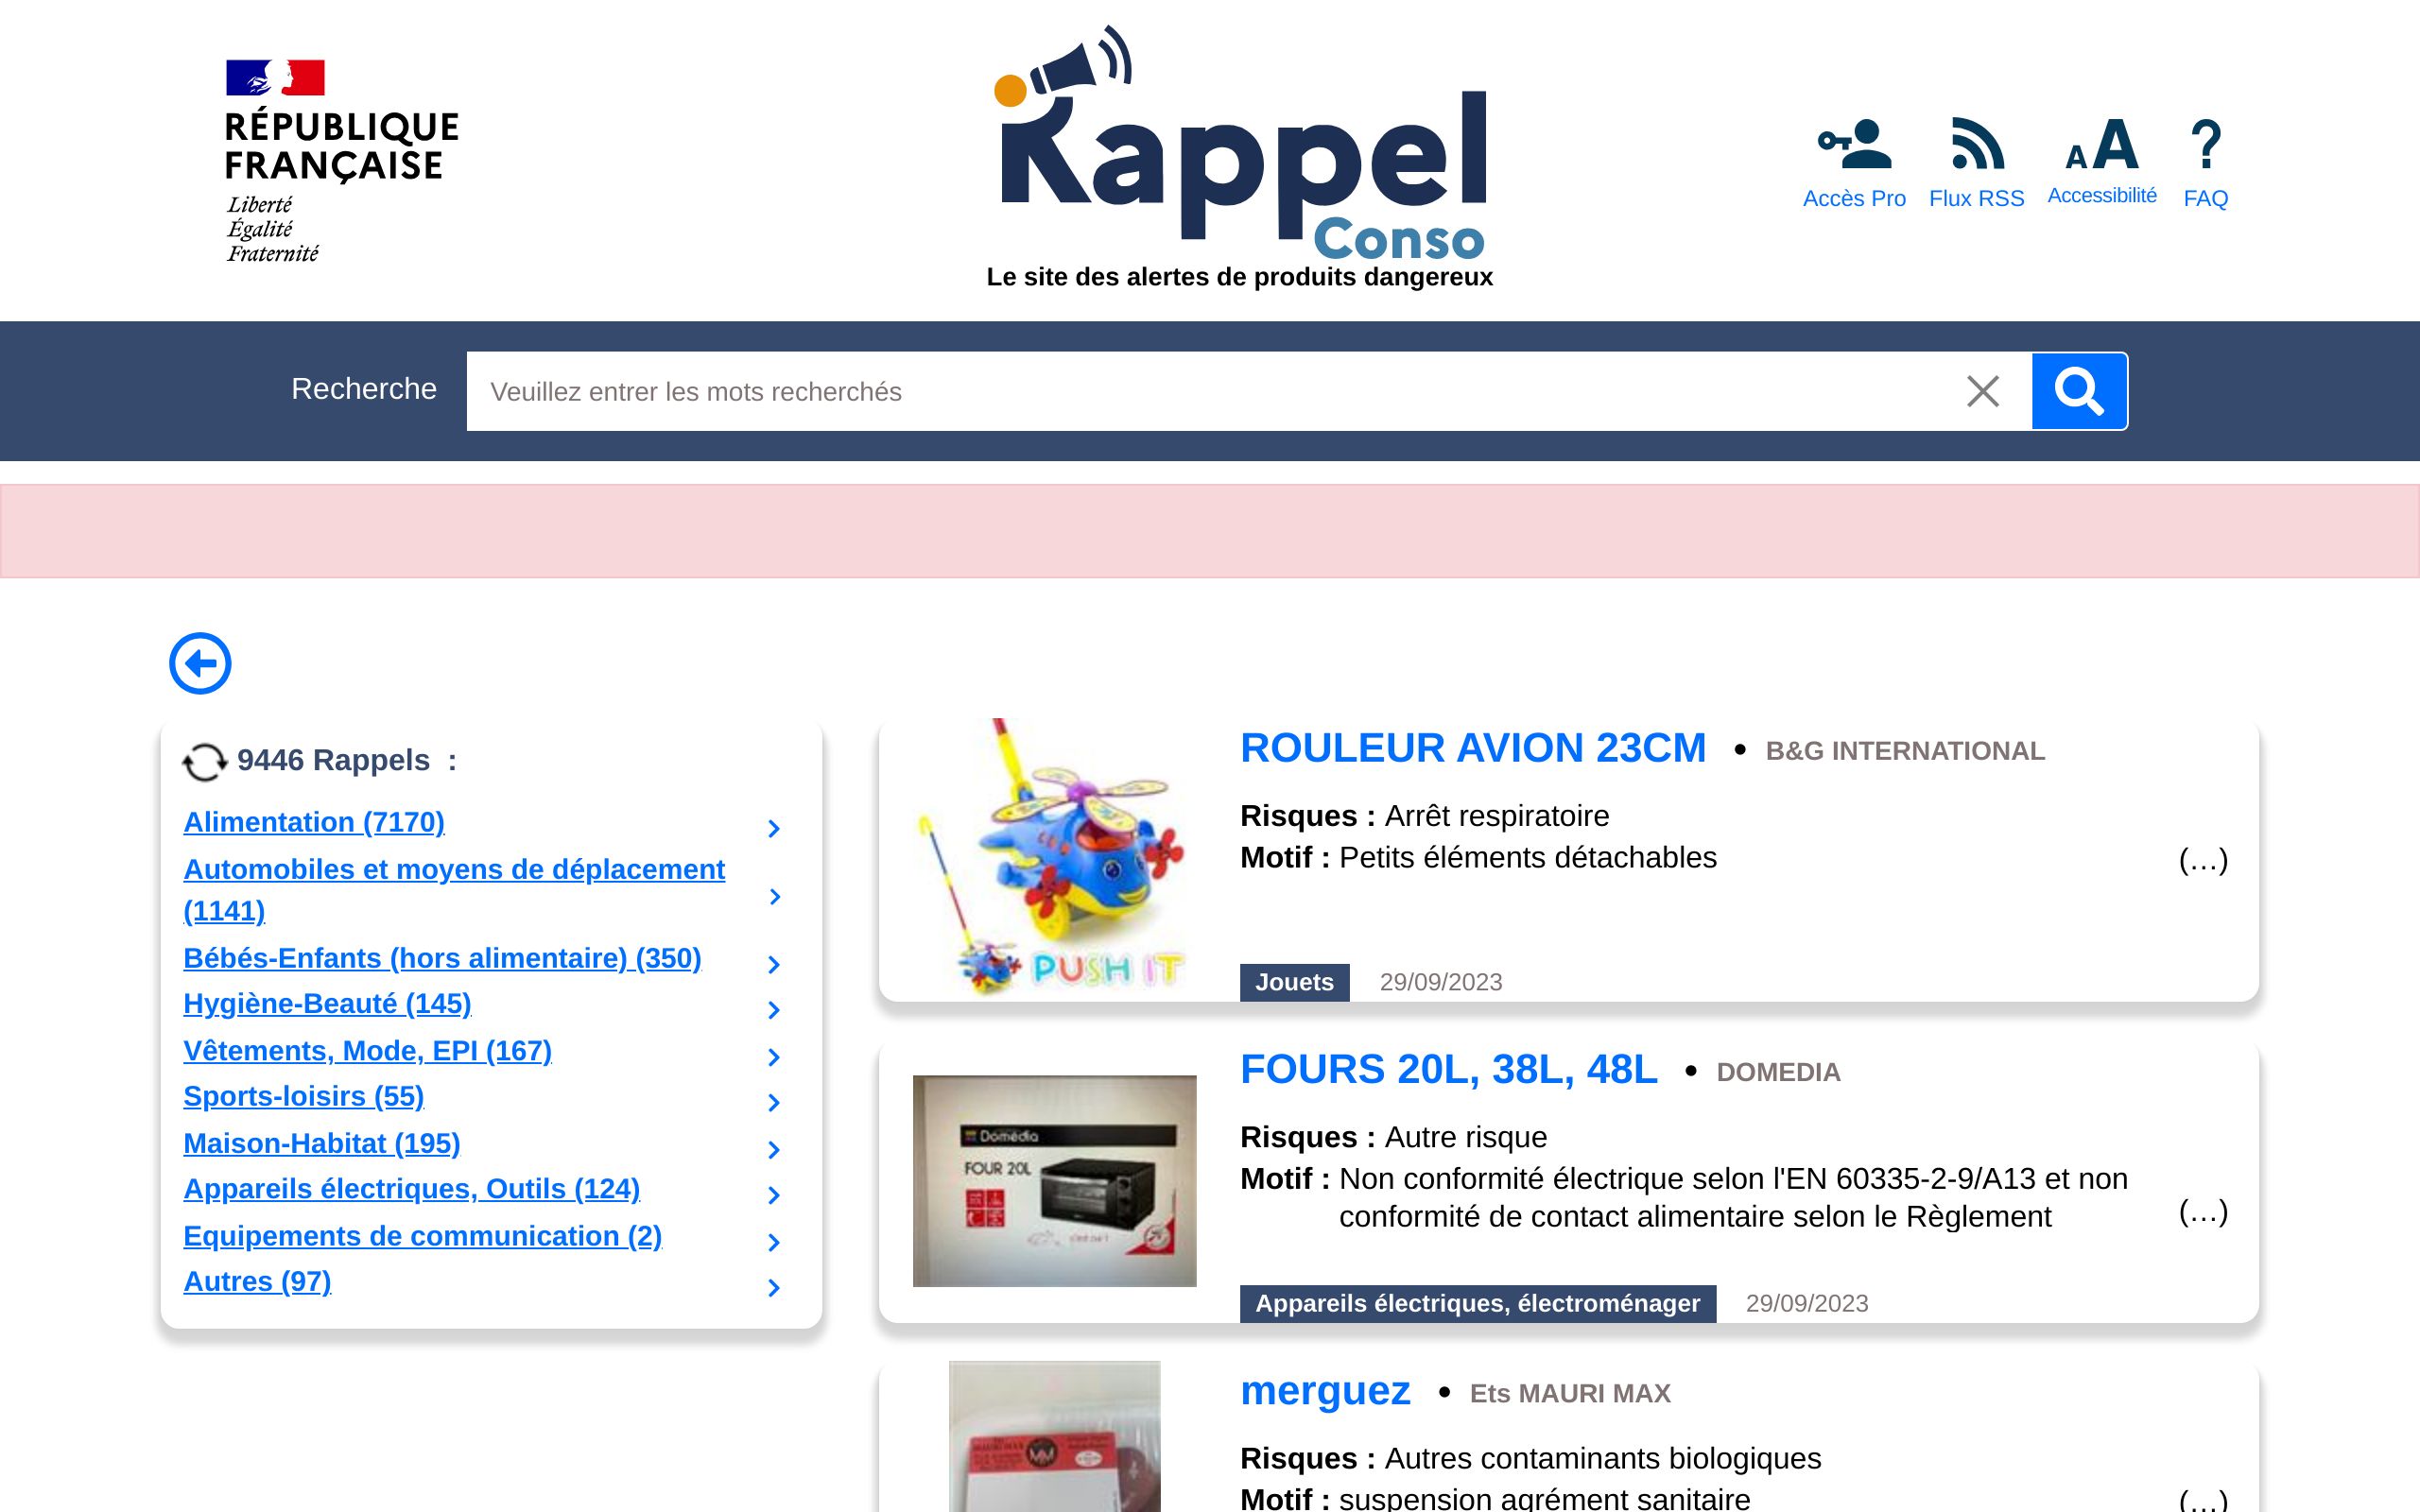 RÉPUBLIQUE
FRANÇAISE
Liberté
Égalité
Fraternité
Rappel
Conso
Le site des alertes de produits dangereux
Accès Pro
Flux RSS
AA
Accessibilité
?
FAQ
Recherche
Veuillez entrer les mots recherchés
9446 Rappels :
Alimentation (7170)
Automobiles et moyens de déplacement
(1141)
Bébés-Enfants (hors alimentaire) (350)
Hygiène-Beauté (145)
Vêtements, Mode, EPI (167)
Sports-loisirs (55)
Maison-Habitat (195)
Appareils électriques, Outils (124)
Equipements de communication (2)
Autres (97)
PUSH IT
ROULEUR AVION 23CM • B&G INTERNATIONAL
Risques : Arrêt respiratoire
Motif : Petits éléments détachables
(…)
Jouets 29/09/2023
Domédia
FOUR 20L
FOURS 20L, 38L, 48L • DOMEDIA
Risques : Autre risque
Motif : Non conformité électrique selon l'EN 60335-2-9/A13 et non
conformité de contact alimentaire selon le Règlement
(…)
Appareils électriques, électroménager 29/09/2023
MAURI MAX
merguez • Ets MAURI MAX
Risques : Autres contaminants biologiques
Motif : suspension agrément sanitaire
(…)